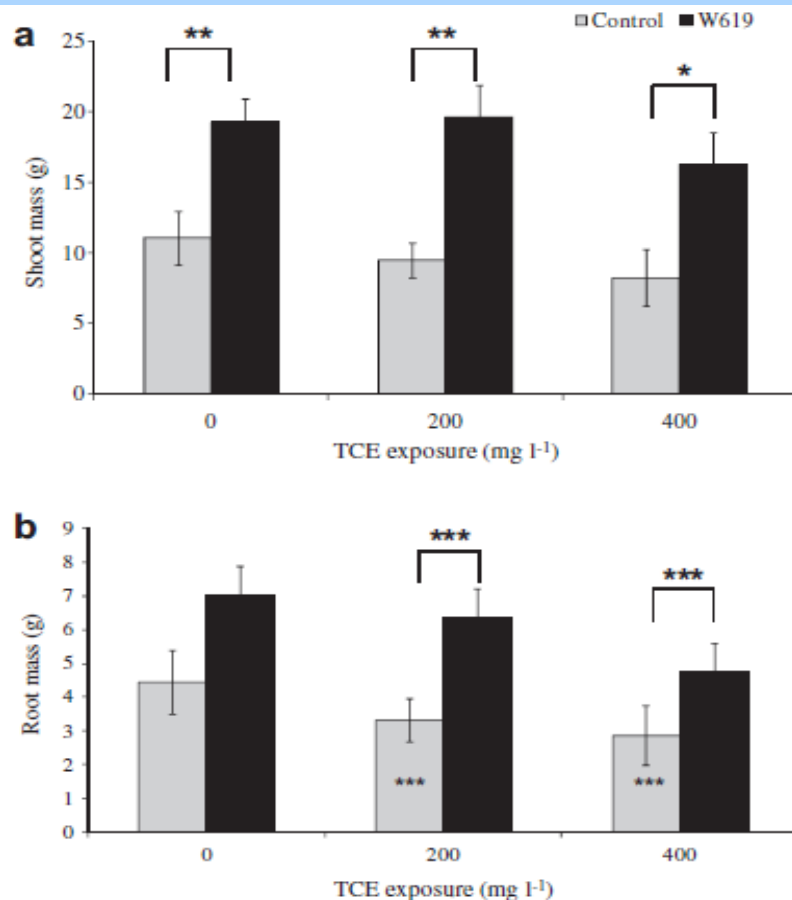 a
Control W619
** ** *
25
20
15
10
5
0
Shoot mass (g)
0 200 400
TCE exposure (mg l-1)
b
*** ***
9
8
7
6
5
4
3
2
1
0
Root mass (g)
*** ***
0 200 400
TCE exposure (mg l-1)